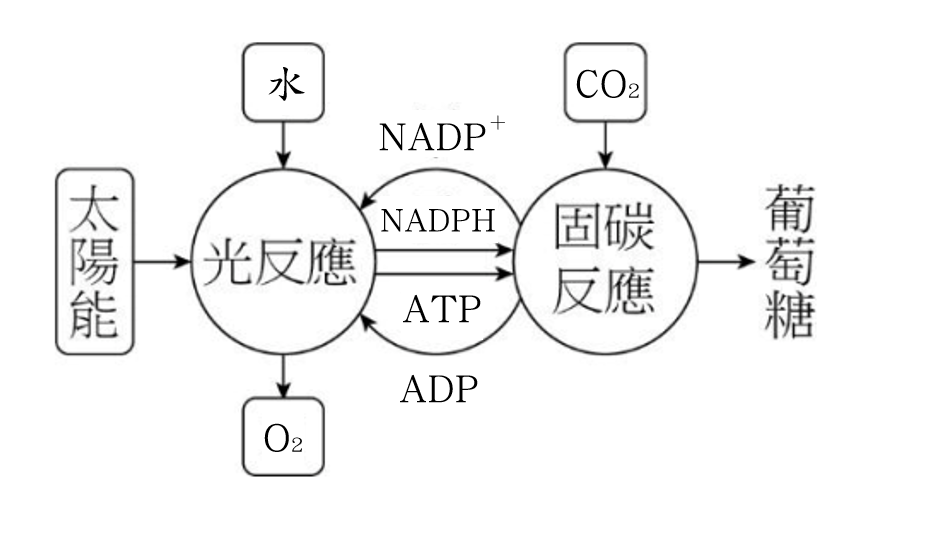 水
CO₂
NADP⁺
太陽能
光反應
NADPH
固碳
反應
葡萄糖
ATP
ADP
O₂